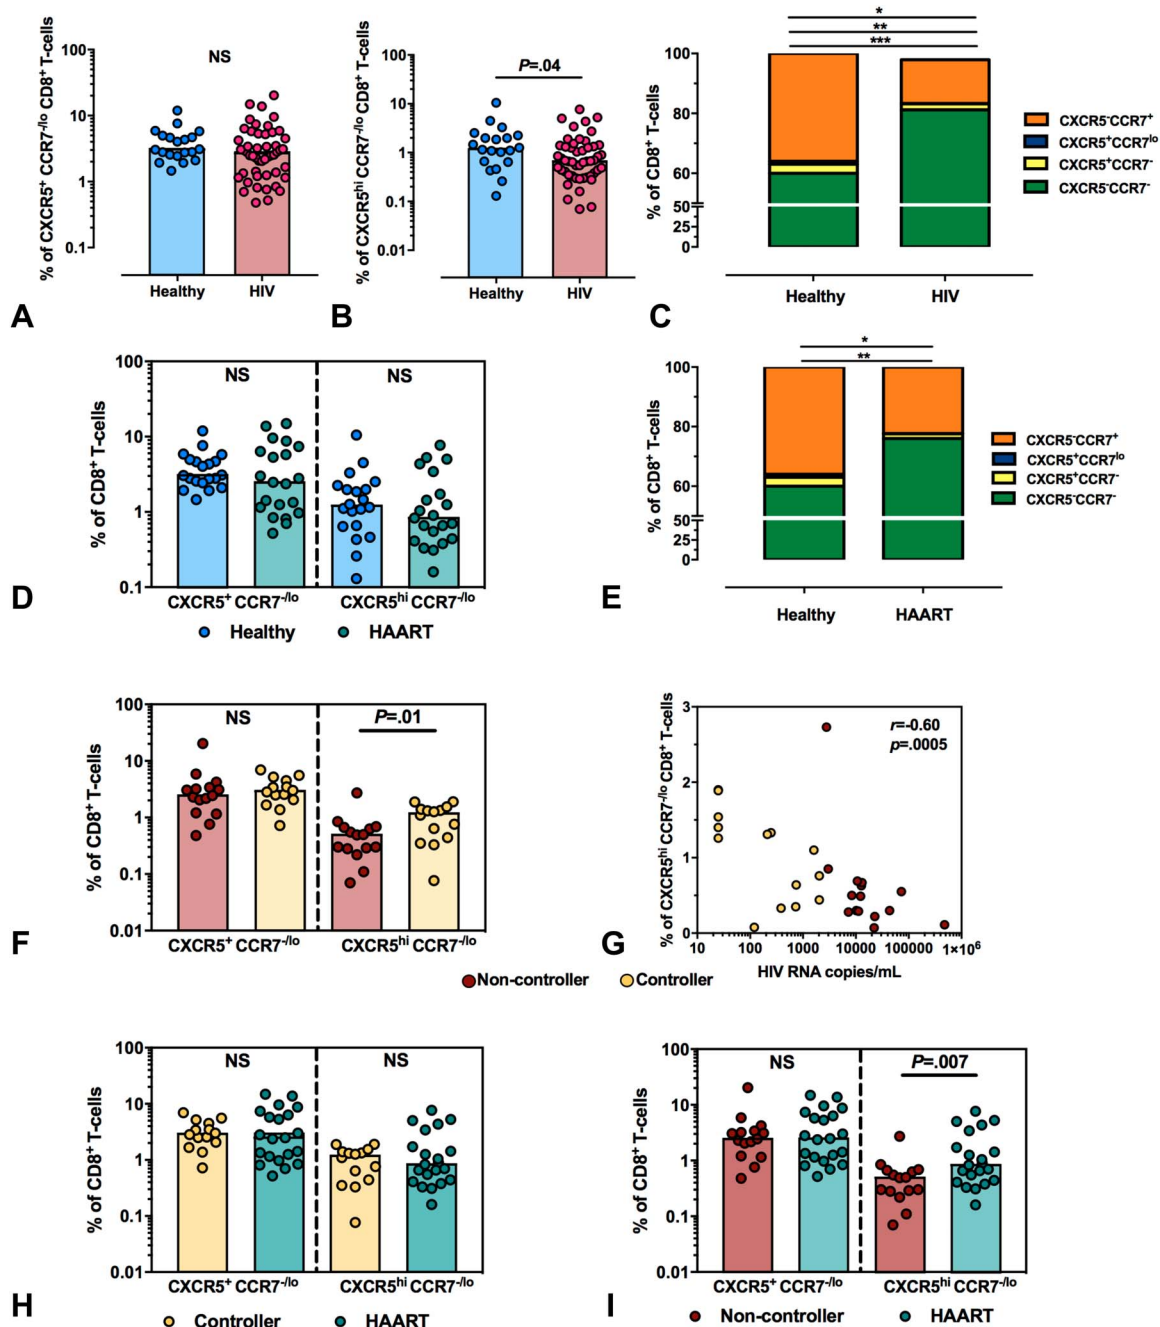 % of CXCR5⁺ CCR7⁻/ˡᵒ CD8⁺ T-cells
100
10
1
0.1
NS
Healthy
HIV
A
% of CXCR5ʰⁱ CCR7⁻/ˡᵒ CD8⁺ T-cells
100
10
1
0.1
0.01
P=.04
Healthy
HIV
B
% of CD8⁺ T-cells
100
80
60
50
25
0
*
**
***
Healthy
HIV
CXCR5⁻CCR7⁺
CXCR5⁺CCR7ˡᵒ
CXCR5⁺CCR7⁻
CXCR5⁻CCR7⁻
C
% of CD8⁺ T-cells
100
10
1
0.1
NS
NS
CXCR5⁺ CCR7⁻/ˡᵒ
CXCR5ʰⁱ CCR7⁻/ˡᵒ
Healthy
HAART
D
% of CD8⁺ T-cells
100
80
60
50
25
0
*
**
Healthy
HAART
CXCR5⁻CCR7⁺
CXCR5⁺CCR7ˡᵒ
CXCR5⁺CCR7⁻
CXCR5⁻CCR7⁻
E
% of CD8⁺ T-cells
100
10
1
0.1
0.01
NS
P=.01
CXCR5⁺ CCR7⁻/ˡᵒ
CXCR5ʰⁱ CCR7⁻/ˡᵒ
F
% of CXCR5ʰⁱ CCR7⁻/ˡᵒ CD8⁺ T-cells
3
2
1
0
r=-0.60
p=.0005
10
100
1000
10000
100000
1×10⁶
HIV RNA copies/mL
G
Non-controller
Controller
% of CD8⁺ T-cells
100
10
1
0.1
0.01
NS
NS
CXCR5⁺ CCR7⁻/ˡᵒ
CXCR5ʰⁱ CCR7⁻/ˡᵒ
Controller
HAART
H
% of CD8⁺ T-cells
100
10
1
0.1
0.01
NS
P=.007
CXCR5⁺ CCR7⁻/ˡᵒ
CXCR5ʰⁱ CCR7⁻/ˡᵒ
Non-controller
HAART
I